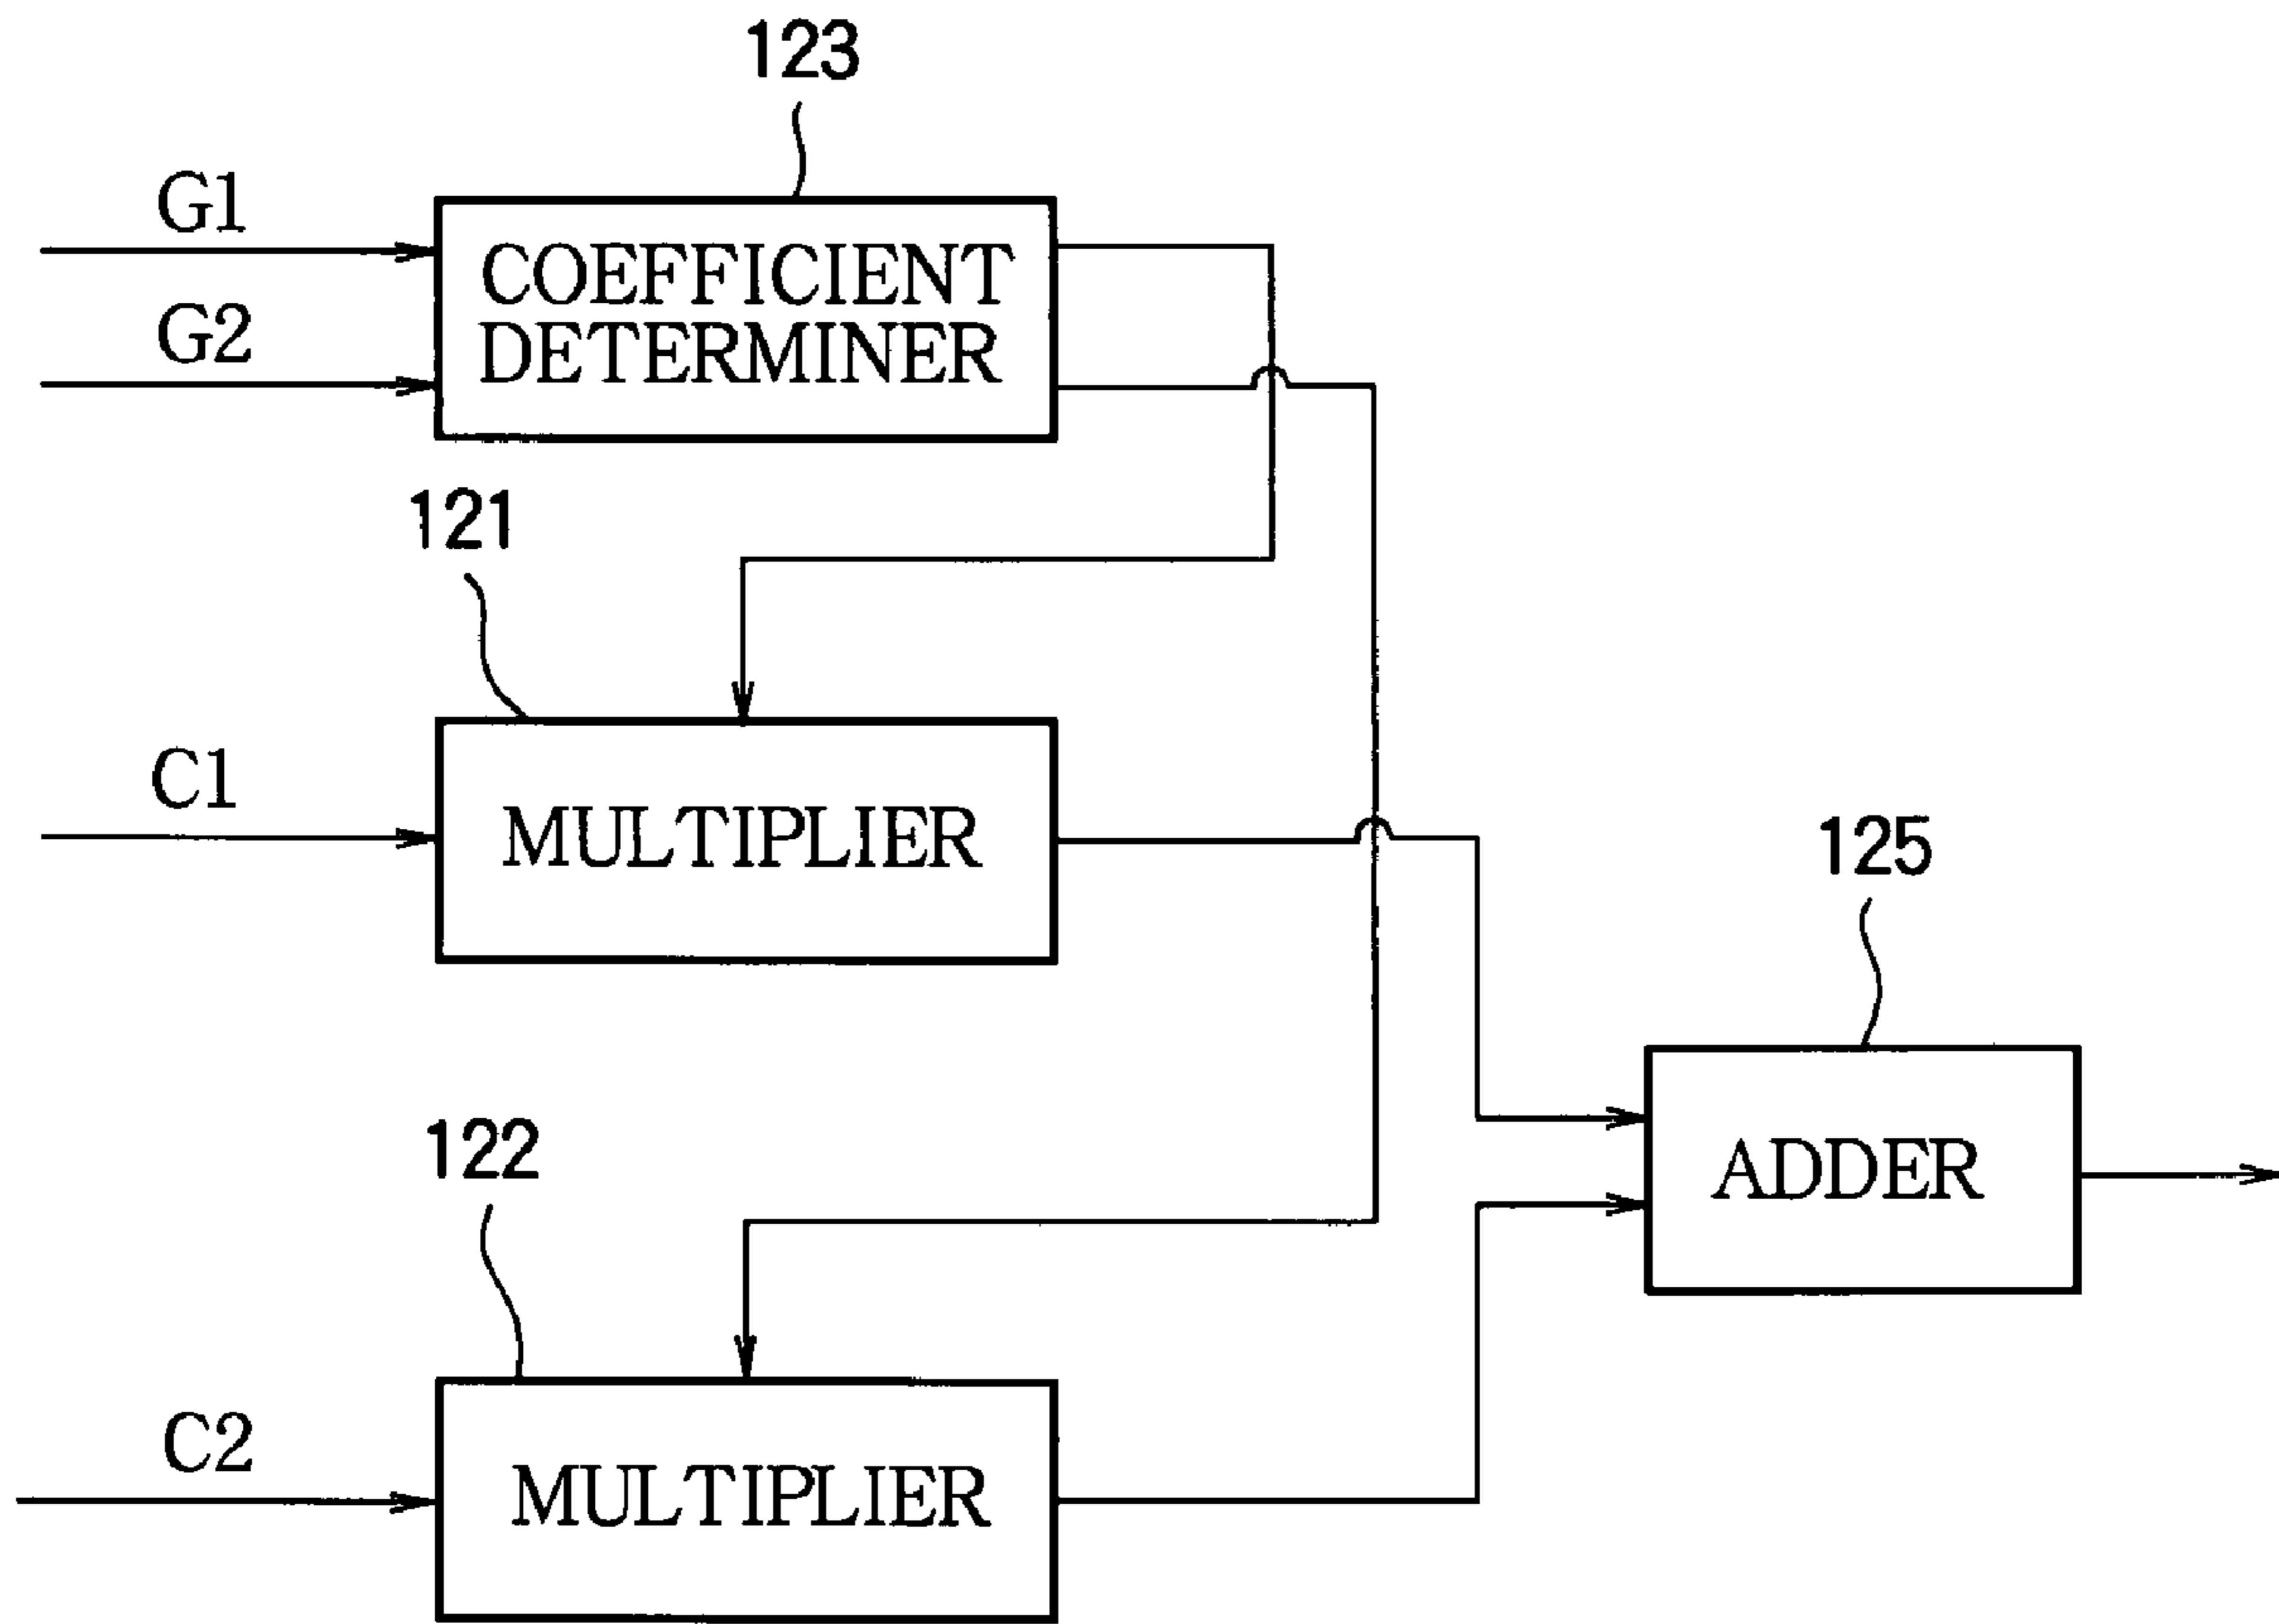 123
G1
COEFFICIENT
G2
DETERMINER
121
C1
MULTIPLIER
125
122
ADDER
C2
MULTIPLIER